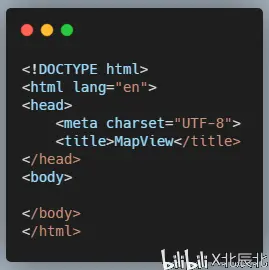 <!DOCTYPE html>
<html lang="en">
<head>
    <meta charset="UTF-8">
    <title>MapView</title>
</head>
<body>

</body>
</html>
bilibili X北辰北